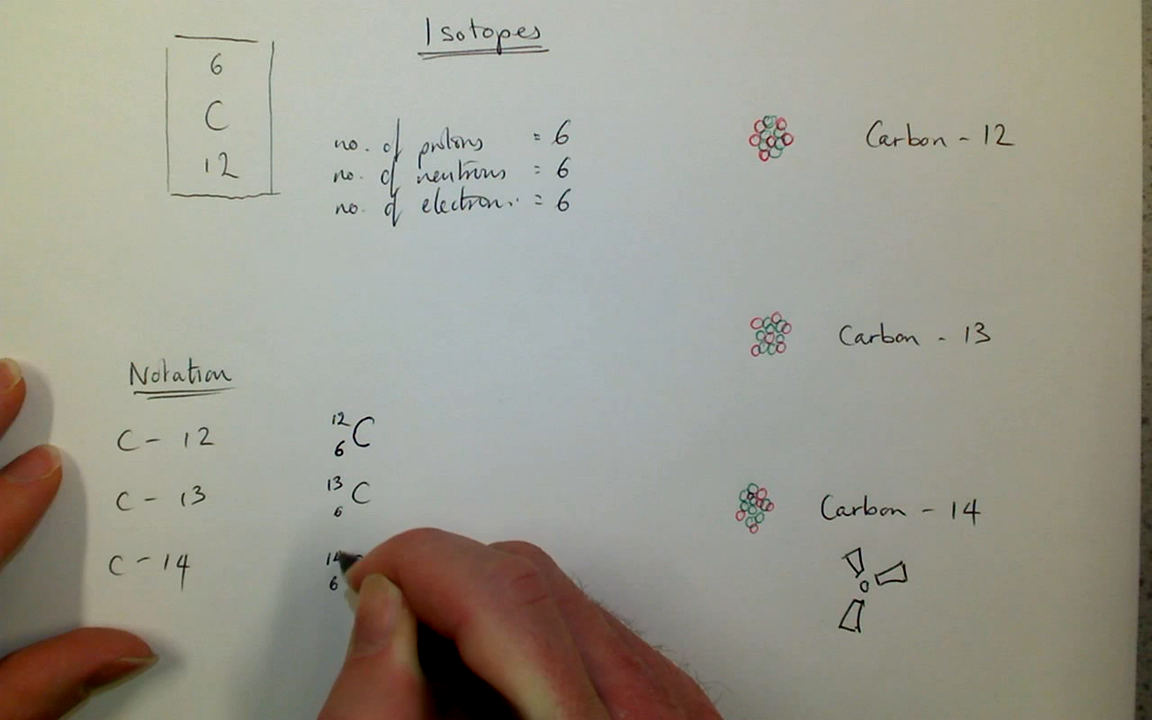 Isotopes
6
C
12
no. of protons = 6
no. of neutrons = 6
no. of electrons = 6
Carbon - 12
Carbon - 13
Notation
C - 12
12
6 C
C - 13
13
6 C
C - 14
14
6
Carbon - 14